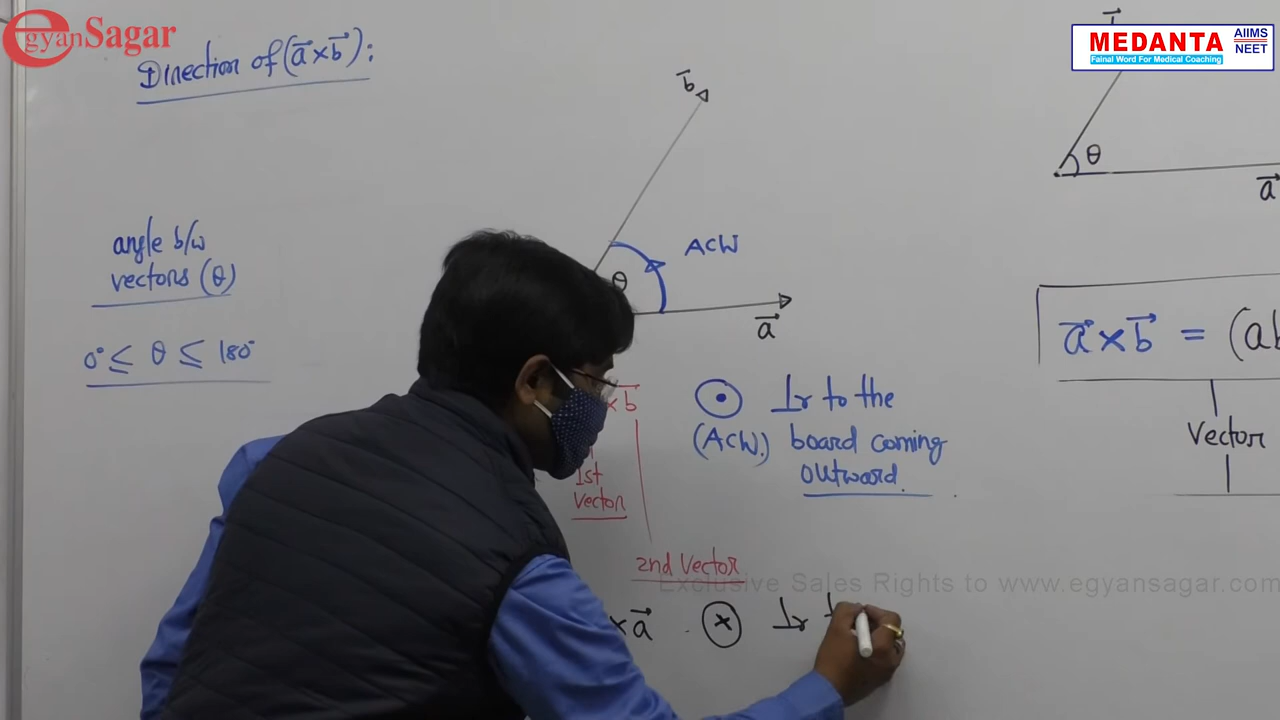 egyanSagar
MEDANTA
AIIMS
NEET
Fainal Word For Medical Coaching
Direction of (a⃗×b⃗):
b⃗
θ
a⃗
angle b/w
vectors (θ)
ACW
θ
a⃗
0° ≤ θ ≤ 180°
a⃗×b⃗ = (ab
Vector
×b⃗
1st
Vector
2nd Vector
⊙ ⊥r to the
(ACW.) board coming
outward.
×a⃗ . ⊗ ⊥r t
Exclusive Sales Rights to www.egyansagar.com